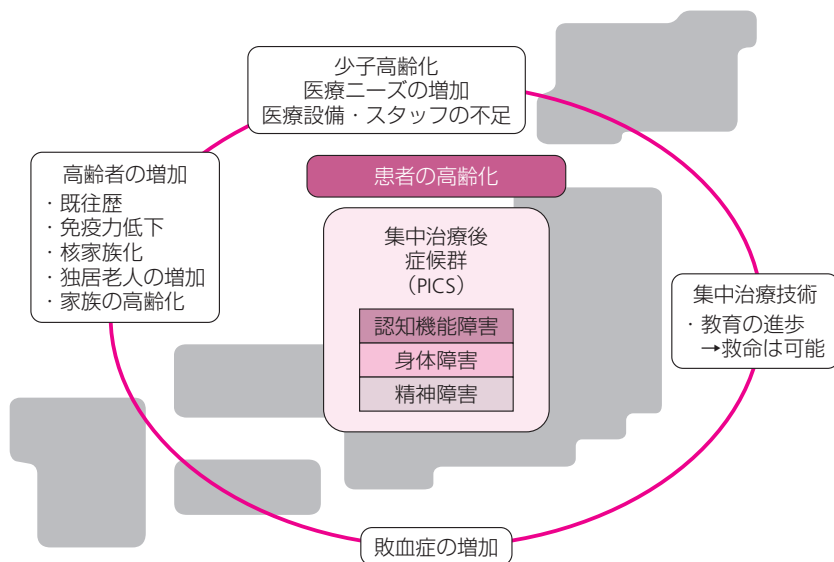 少子高齢化
医療ニーズの増加
医療設備・スタッフの不足
患者の高齢化
高齢者の増加
・既往歴
・免疫力低下
・核家族化
・独居老人の増加
・家族の高齢化
集中治療後
症候群
（PICS）
認知機能障害
身体障害
精神障害
集中治療技術
・教育の進歩
→救命は可能
敗血症の増加